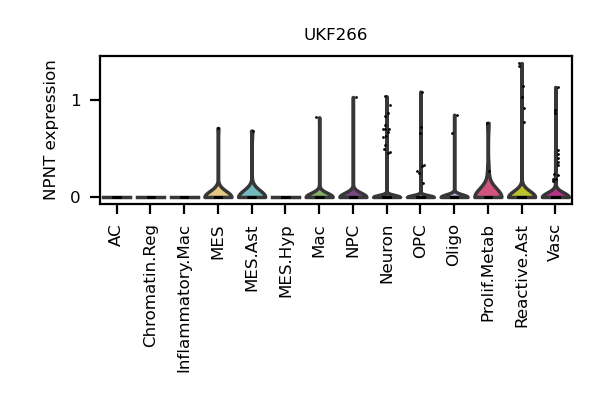 UKF266
NPNT expression
1
0
AC
Chromatin.Reg
Inflammatory.Mac
MES
MES.Ast
MES.Hyp
Mac
NPC
Neuron
OPC
Oligo
Prolif.Metab
Reactive.Ast
Vasc